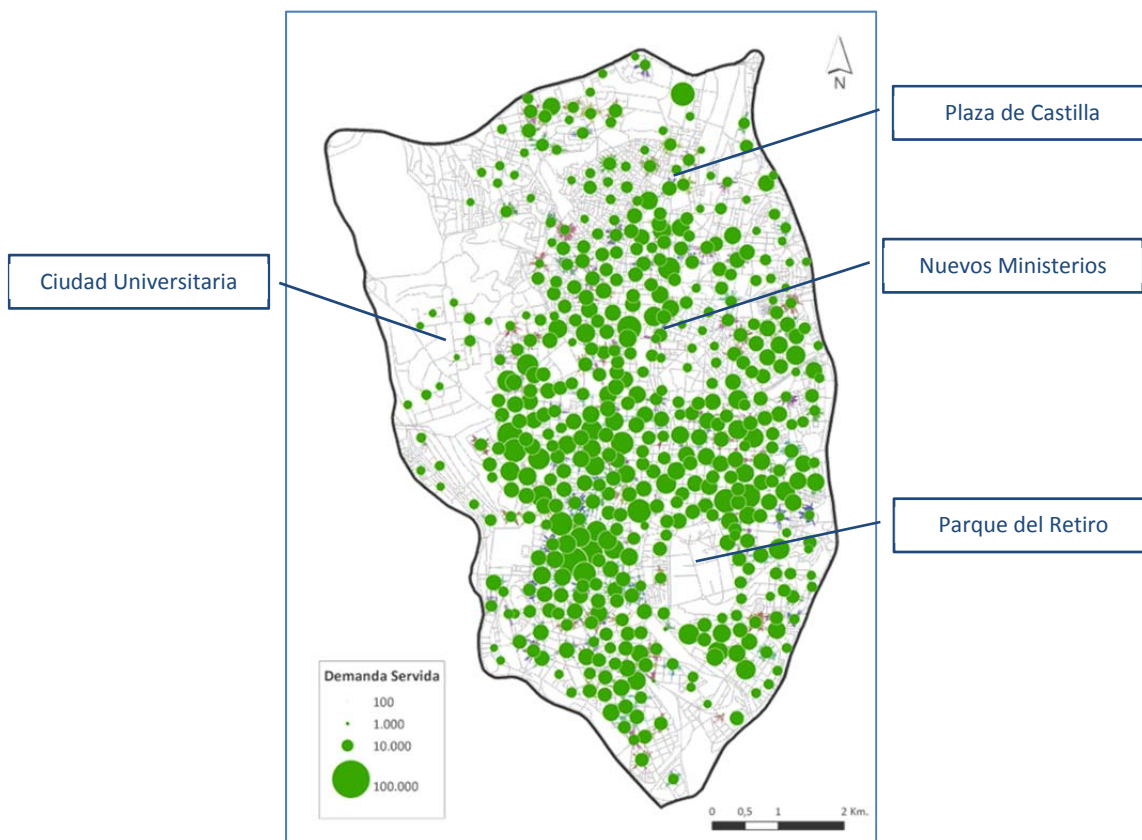 N
Plaza de Castilla
Ciudad Universitaria
Nuevos Ministerios
Parque del Retiro
Demanda Servida
100
1.000
10.000
100.000
0 0,5 1 2 Km.